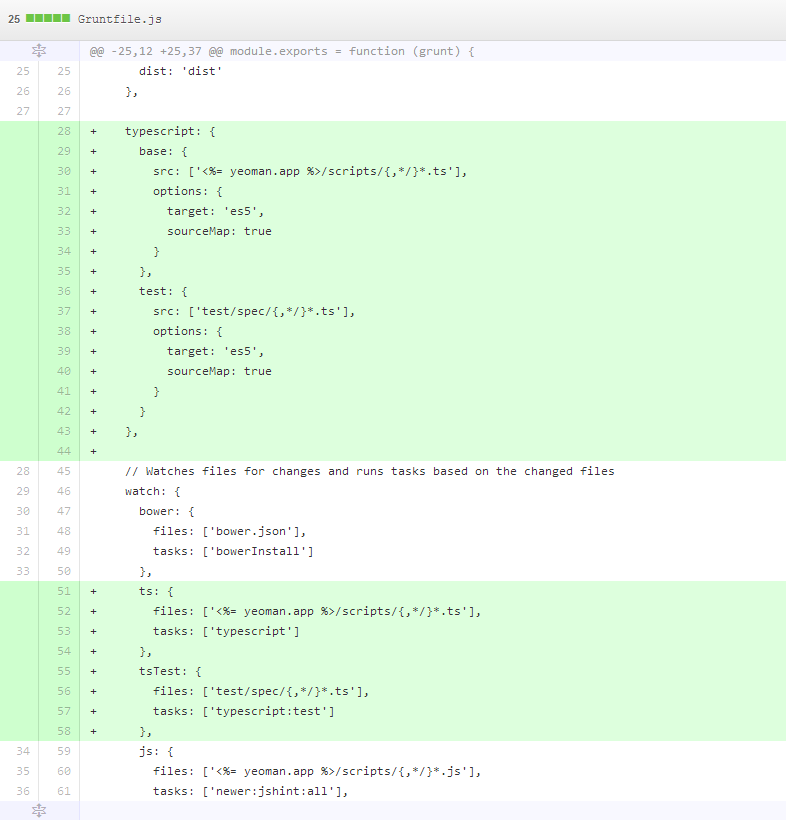 25 Gruntfile.js
@@ -25,12 +25,37 @@ module.exports = function (grunt) {
25 25 dist: 'dist'
26 26 },
27 27
28 + typescript: {
29 + base: {
30 + src: ['<%= yeoman.app %>/scripts/{,*/}*.ts'],
31 + options: {
32 + target: 'es5',
33 + sourceMap: true
34 + }
35 + },
36 + test: {
37 + src: ['test/spec/{,*/}*.ts'],
38 + options: {
39 + target: 'es5',
40 + sourceMap: true
41 + }
42 + }
43 + },
44 +
28 45 // Watches files for changes and runs tasks based on the changed files
29 46 watch: {
30 47 bower: {
31 48 files: ['bower.json'],
32 49 tasks: ['bowerInstall']
33 50 },
51 + ts: {
52 + files: ['<%= yeoman.app %>/scripts/{,*/}*.ts'],
53 + tasks: ['typescript']
54 + },
55 + tsTest: {
56 + files: ['test/spec/{,*/}*.ts'],
57 + tasks: ['typescript:test']
58 + },
34 59 js: {
35 60 files: ['<%= yeoman.app %>/scripts/{,*/}*.js'],
36 61 tasks: ['newer:jshint:all'],